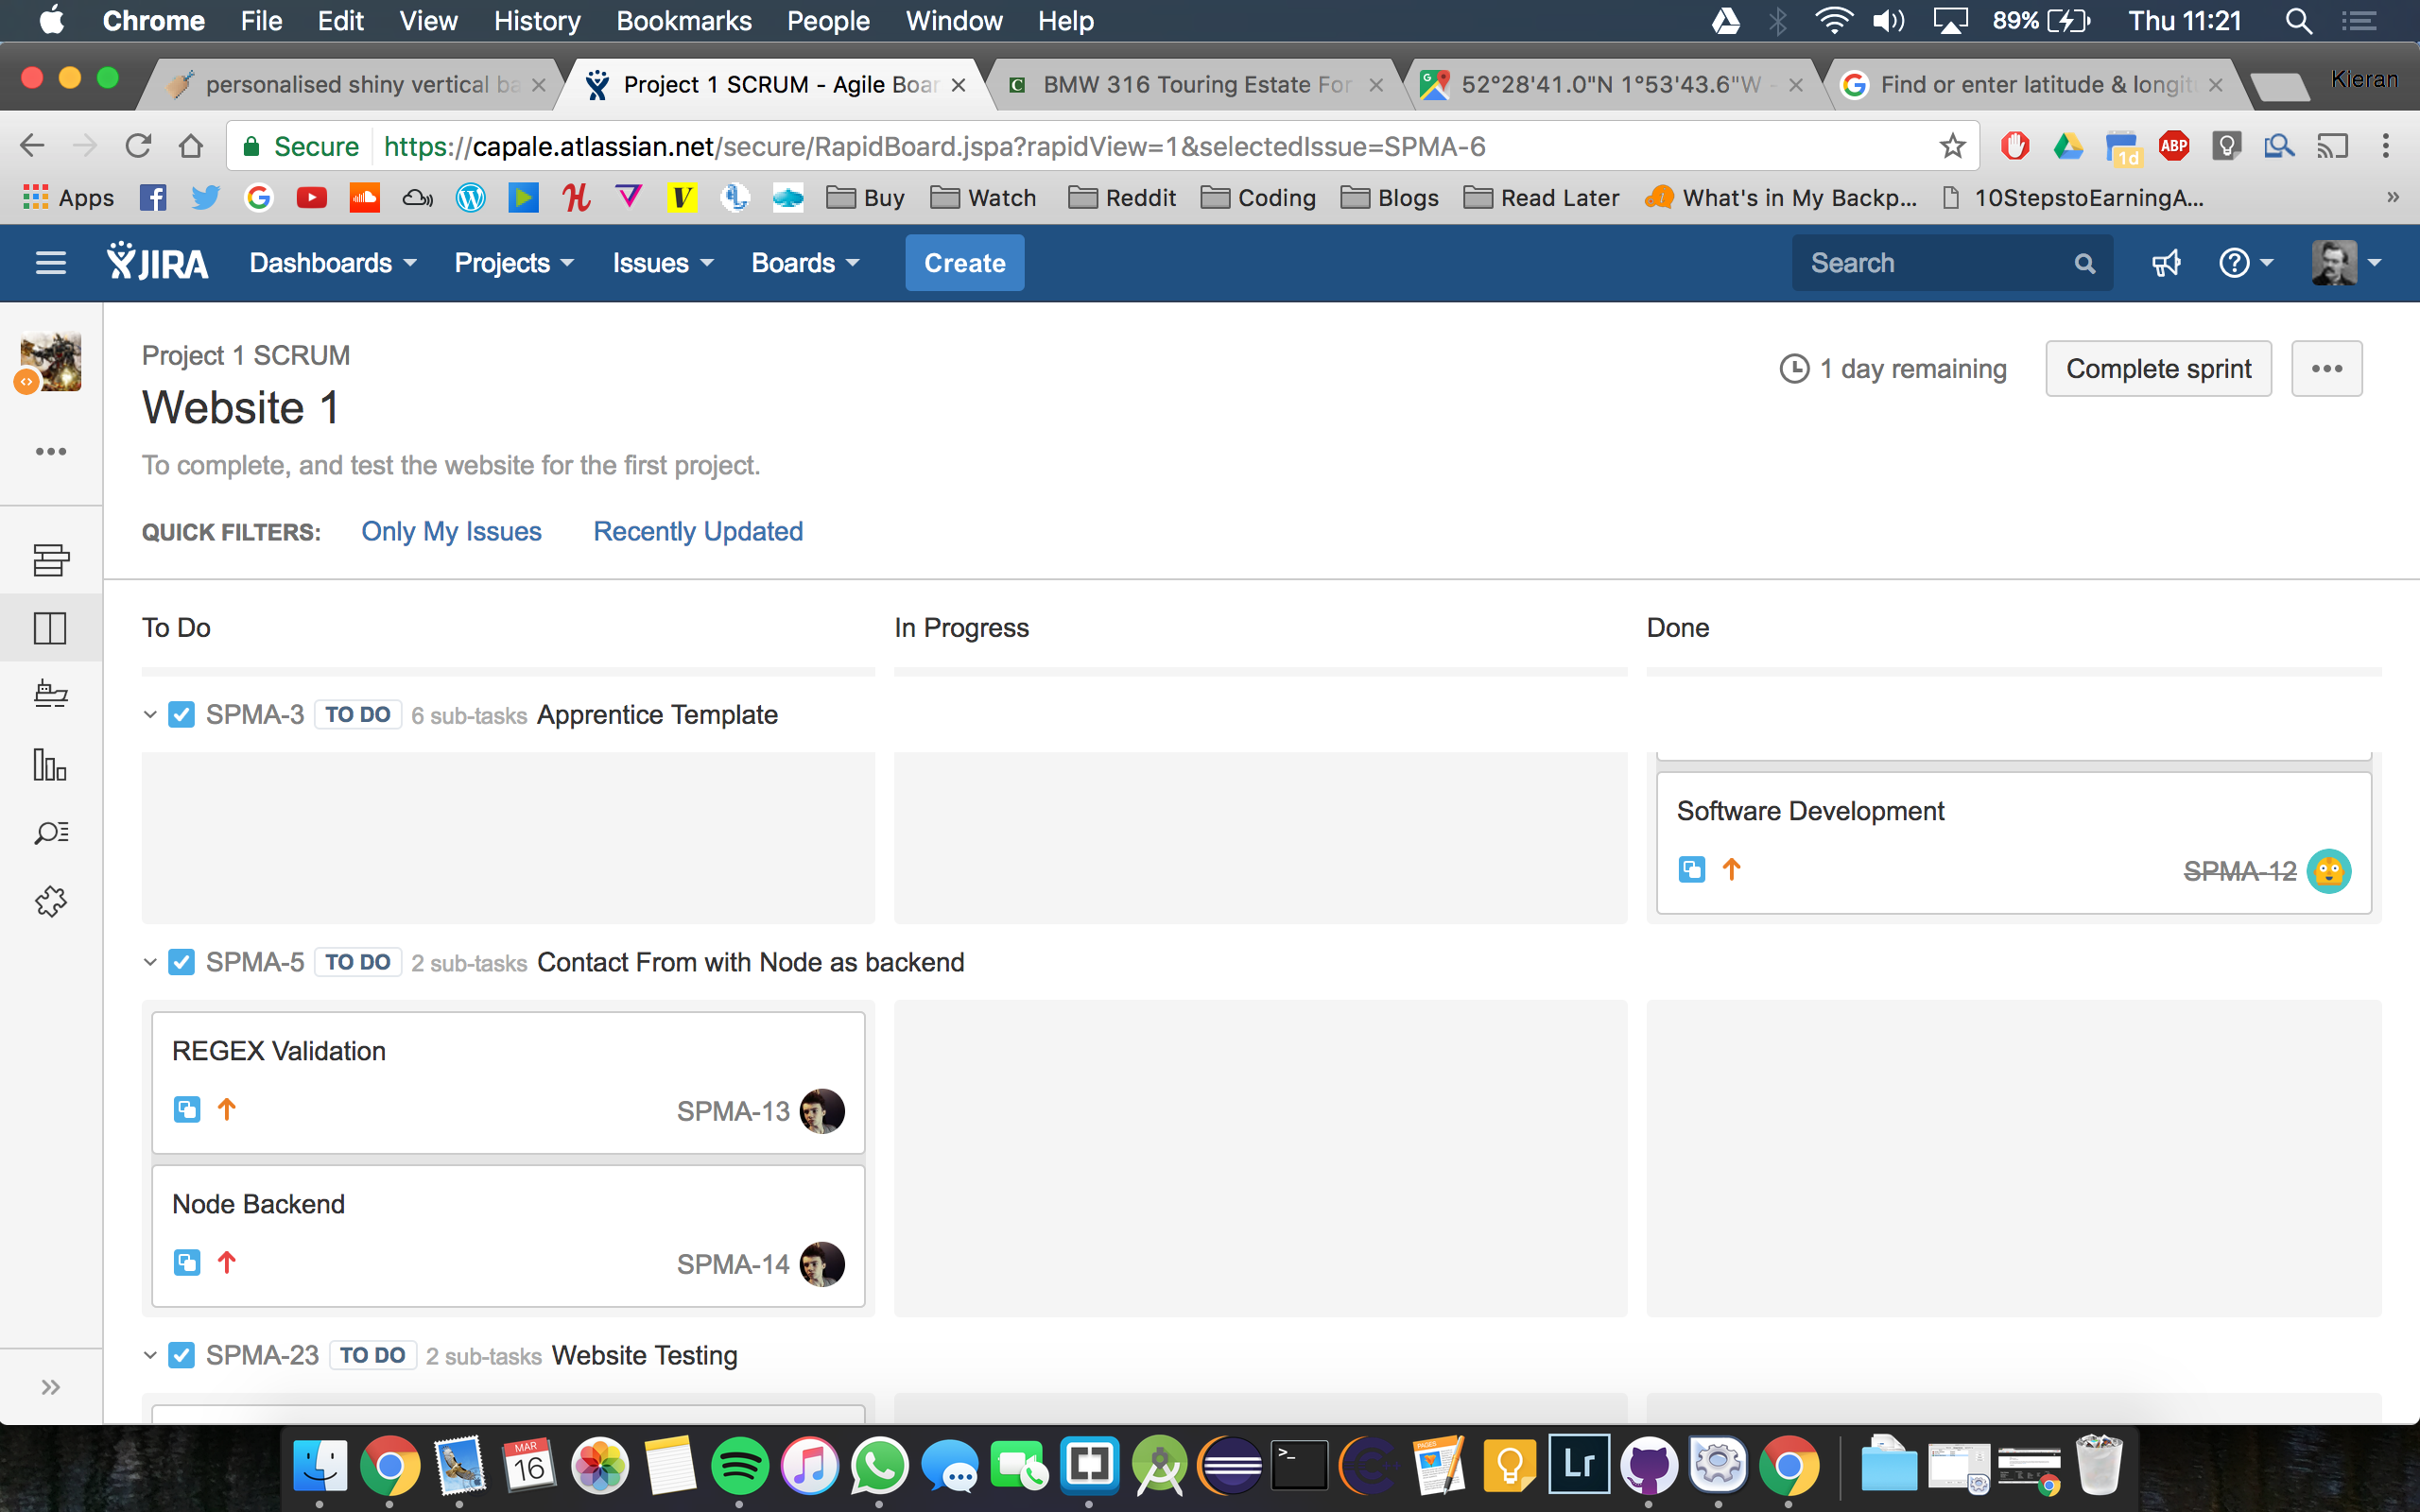 Chrome File Edit View History Bookmarks People Window Help 89% Thu 11:21
personalised shiny vertical ba Project 1 SCRUM - Agile Boar BMW 316 Touring Estate For 52°28'41.0"N 1°53'43.6"W - Find or enter latitude & longit Kieran
Secure https://capale.atlassian.net/secure/RapidBoard.jspa?rapidView=1&selectedIssue=SPMA-6 1d ABP
Apps Buy Watch Reddit Coding Blogs Read Later What's in My Backp... 10StepstoEarningA...
JIRA Dashboards Projects Issues Boards Create Search
Project 1 SCRUM
1 day remaining Complete sprint
Website 1
To complete, and test the website for the first project.
QUICK FILTERS: Only My Issues Recently Updated
To Do In Progress Done
SPMA-3 TO DO 6 sub-tasks Apprentice Template
Software Development
SPMA-12
SPMA-5 TO DO 2 sub-tasks Contact From with Node as backend
REGEX Validation
SPMA-13
Node Backend
SPMA-14
SPMA-23 TO DO 2 sub-tasks Website Testing
MAR
16
PAGES
Lr